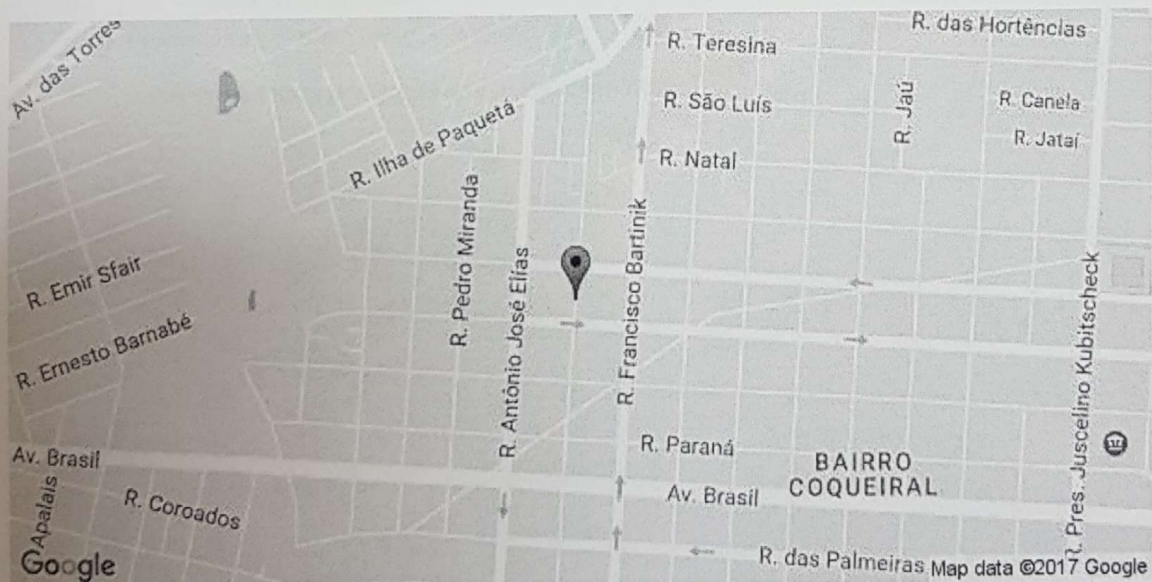 Av. das Torres
R. Teresina
R. das Hortências
R. São Luís
R. Jaú
R. Canela
R. Jataí
R. Ilha de Paquetá
R. Natal
R. Pedro Miranda
R. Antônio José Elías
R. Francisco Bartinik
R. Pres. Juscelino Kubitscheck
R. Emir Sfair
R. Ernesto Barnabé
Av. Brasil
R. Paraná
BAIRRO
COQUEIRAL
Apalais
R. Coroados
Av. Brasil
Google
R. das Palmeiras
Map data ©2017 Google